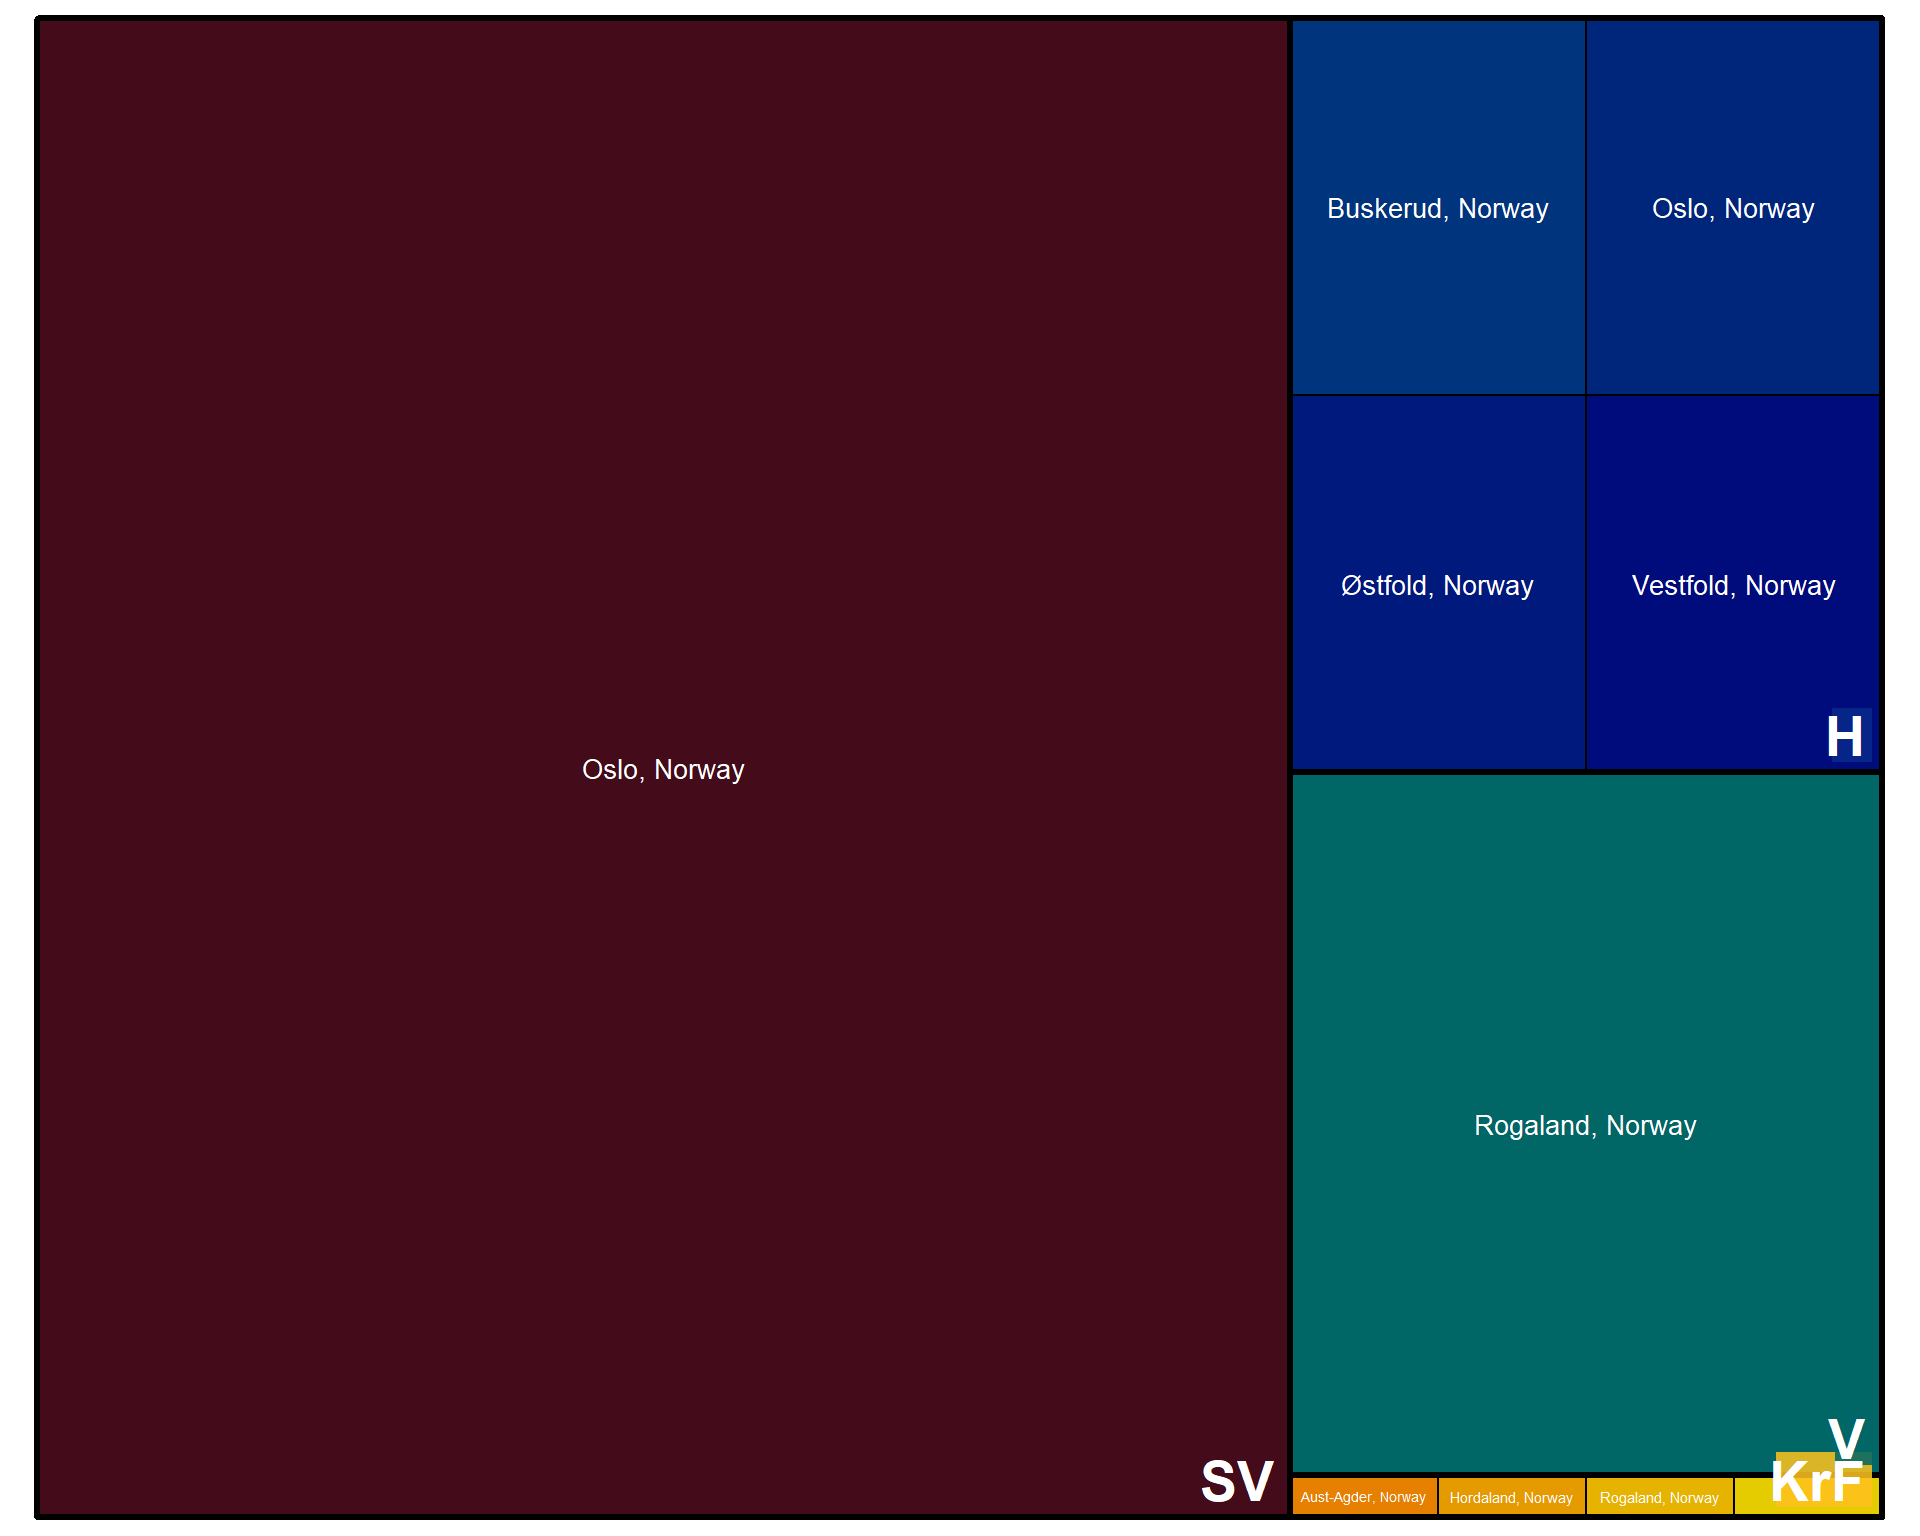 Oslo, Norway
SV
Buskerud, Norway
Oslo, Norway
Østfold, Norway
Vestfold, Norway
H
Rogaland, Norway
V
Aust-Agder, Norway
Hordaland, Norway
Rogaland, Norway
KrF